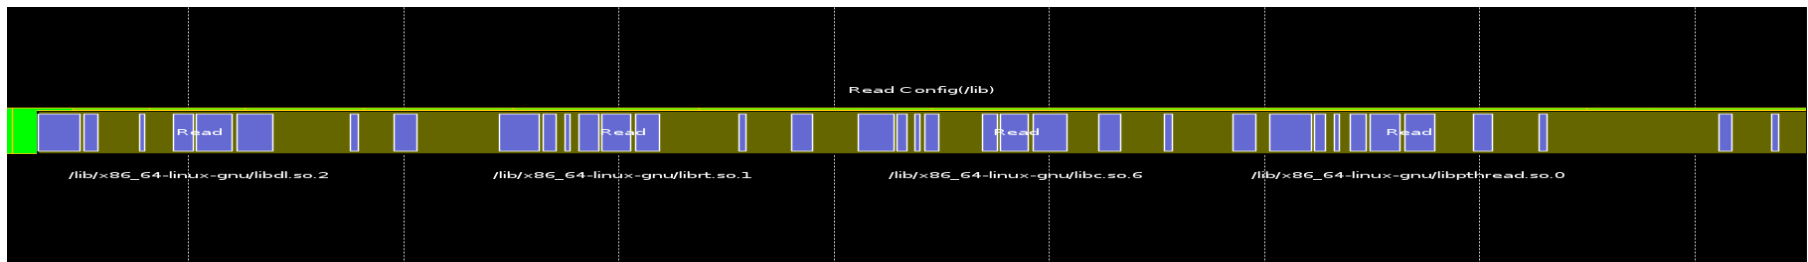 Read Config(/lib)
Read Read Read Read
/lib/x86_64-linux-gnu/libdl.so.2 /lib/x86_64-linux-gnu/librt.so.1 /lib/x86_64-linux-gnu/libc.so.6 /lib/x86_64-linux-gnu/libpthread.so.0